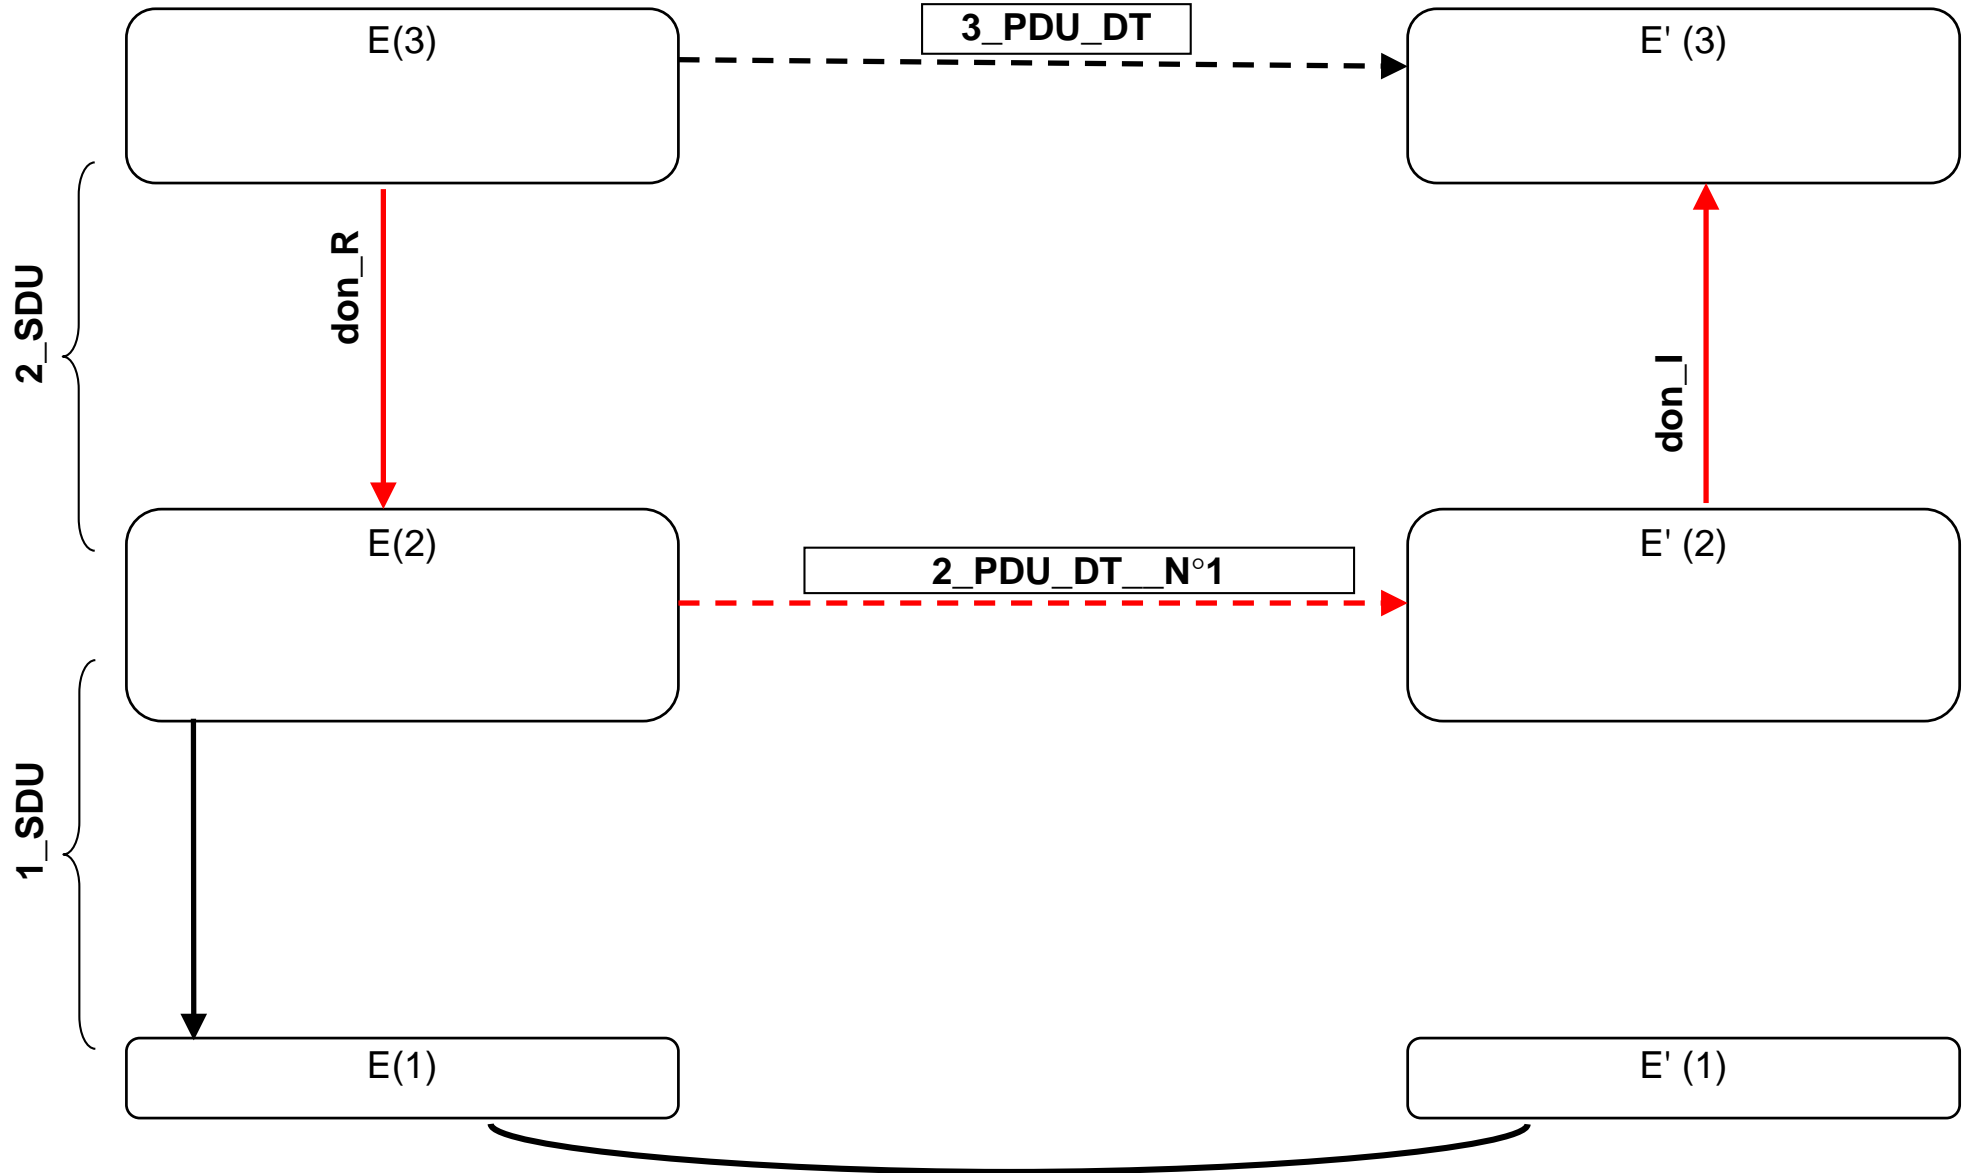 E(3)
3_PDU_DT
E' (3)
2_SDU
don_R
don_I
E(2)
2_PDU_DT__N°1
E' (2)
1_SDU
E(1)
E' (1)